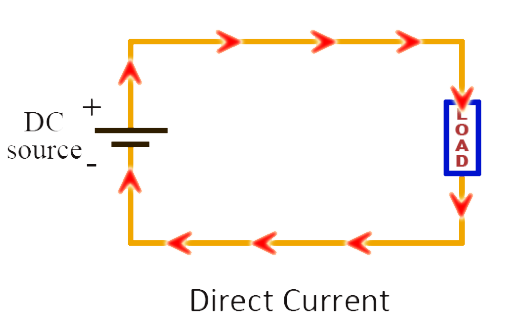 +
DC
source
-
LOAD
Direct Current